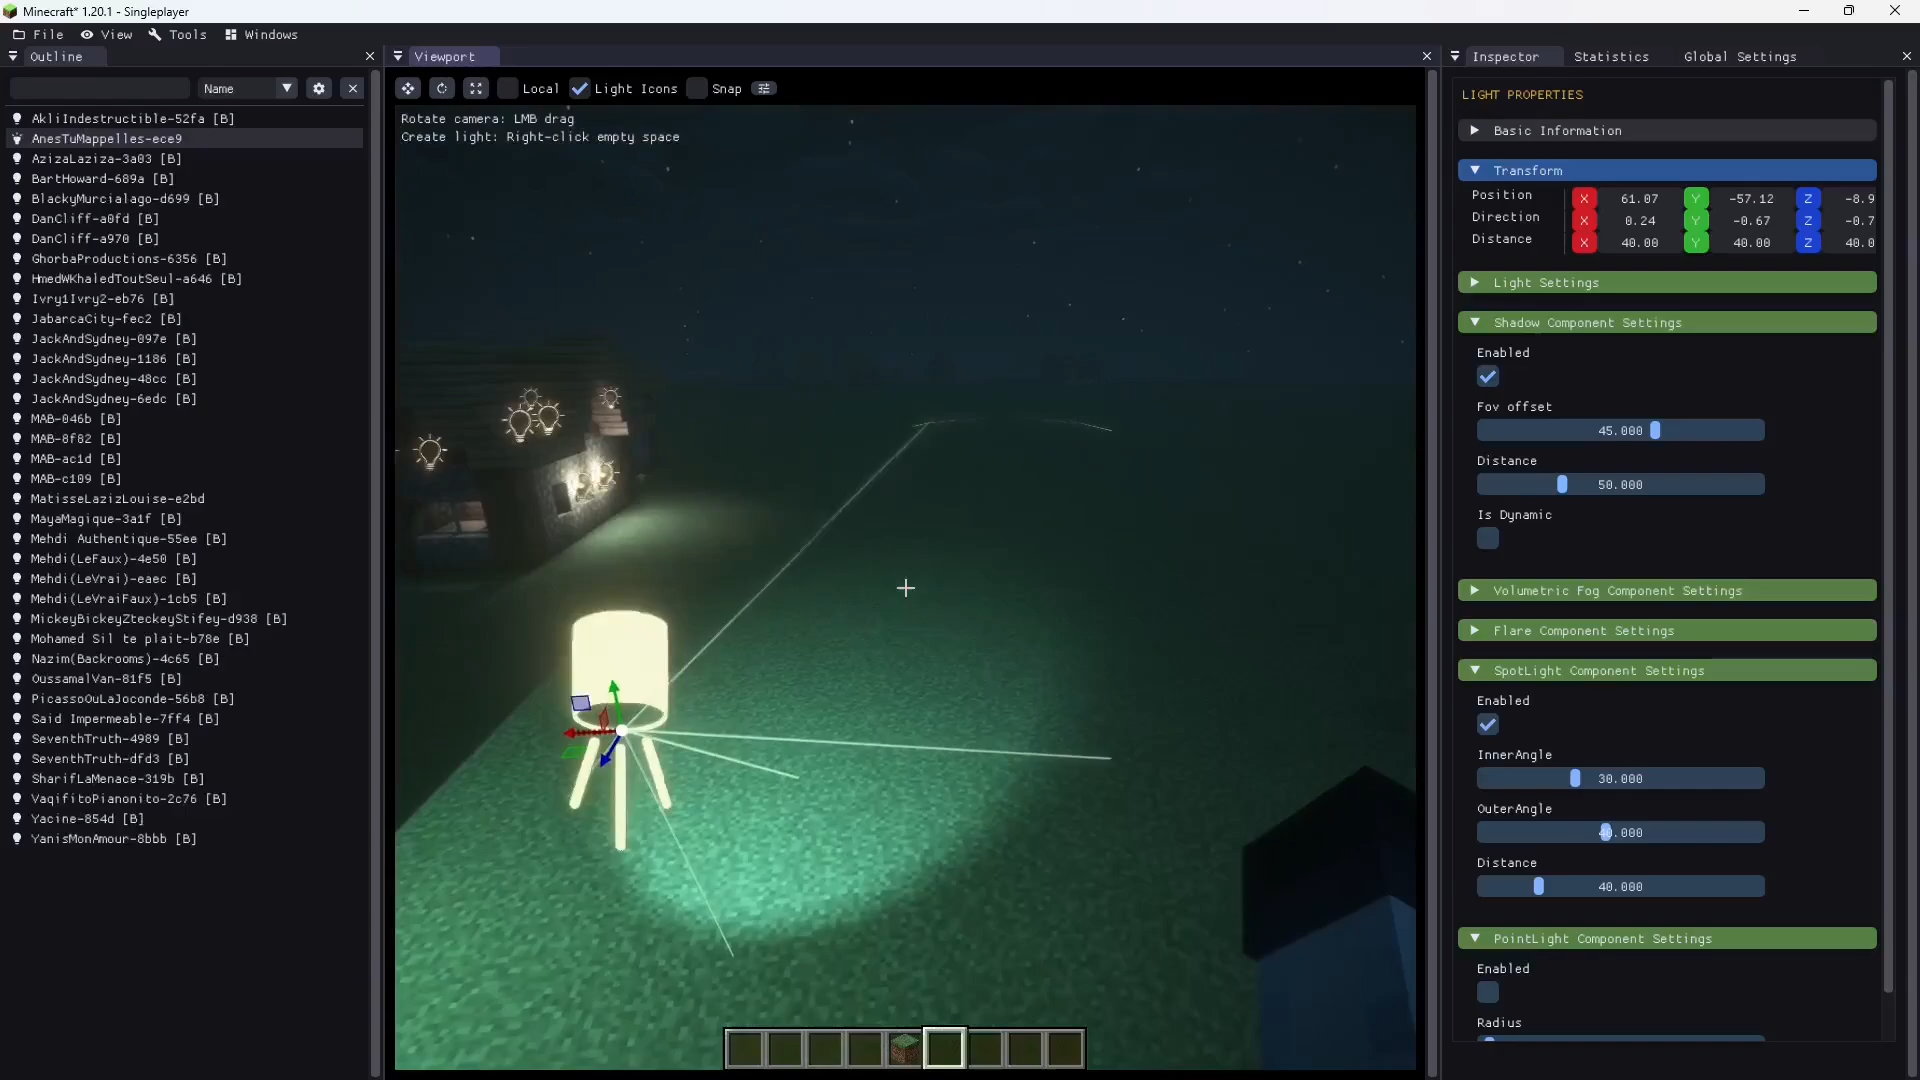 Minecraft* 1.20.1 - Singleplayer
File View Tools Windows
Outline
Name
AkliIndestructible-52fa [B]
AnesTuMappelles-ece9
AzizaLaziza-3a03 [B]
BartHoward-689a [B]
BlackyMurcialago-d699 [B]
DanCliff-a0fd [B]
DanCliff-a970 [B]
GhorbaProductions-6356 [B]
HmedWKhaledToutSeul-a646 [B]
Ivry1Ivry2-eb76 [B]
JabarcaCity-fec2 [B]
JackAndSydney-097e [B]
JackAndSydney-1186 [B]
JackAndSydney-48cc [B]
JackAndSydney-6edc [B]
MAB-046b [B]
MAB-8f82 [B]
MAB-ac1d [B]
MAB-c109 [B]
MatisseLazizLouise-e2bd
MayaMagique-3a1f [B]
Mehdi Authentique-55ee [B]
Mehdi(LeFaux)-4e50 [B]
Mehdi(LeVrai)-eaec [B]
Mehdi(LeVraiFaux)-1cb5 [B]
MickeyBickeyZteckeyStifey-d938 [B]
Mohamed Sil te plait-b78e [B]
Nazim(Backrooms)-4c65 [B]
OussamalVan-81f5 [B]
PicassoOuLaJoconde-56b8 [B]
Said Impermeable-7ff4 [B]
SeventhTruth-4989 [B]
SeventhTruth-dfd3 [B]
SharifLaMenace-319b [B]
VaqifitoPianonito-2c76 [B]
Yacine-854d [B]
YanisMonAmour-8bbb [B]
Viewport
Local Light Icons Snap
Rotate camera: LMB drag
Create light: Right-click empty space
Inspector Statistics Global Settings
LIGHT PROPERTIES
Basic Information
Transform
Position X 61.07 Y -57.12 Z -8.9
Direction X 0.24 Y -0.67 Z -0.7
Distance X 40.00 Y 40.00 Z 40.0
Light Settings
Shadow Component Settings
Enabled
Fov offset
45.000
Distance
50.000
Is Dynamic
Volumetric Fog Component Settings
Flare Component Settings
SpotLight Component Settings
Enabled
InnerAngle
30.000
OuterAngle
40.000
Distance
40.000
PointLight Component Settings
Enabled
Radius